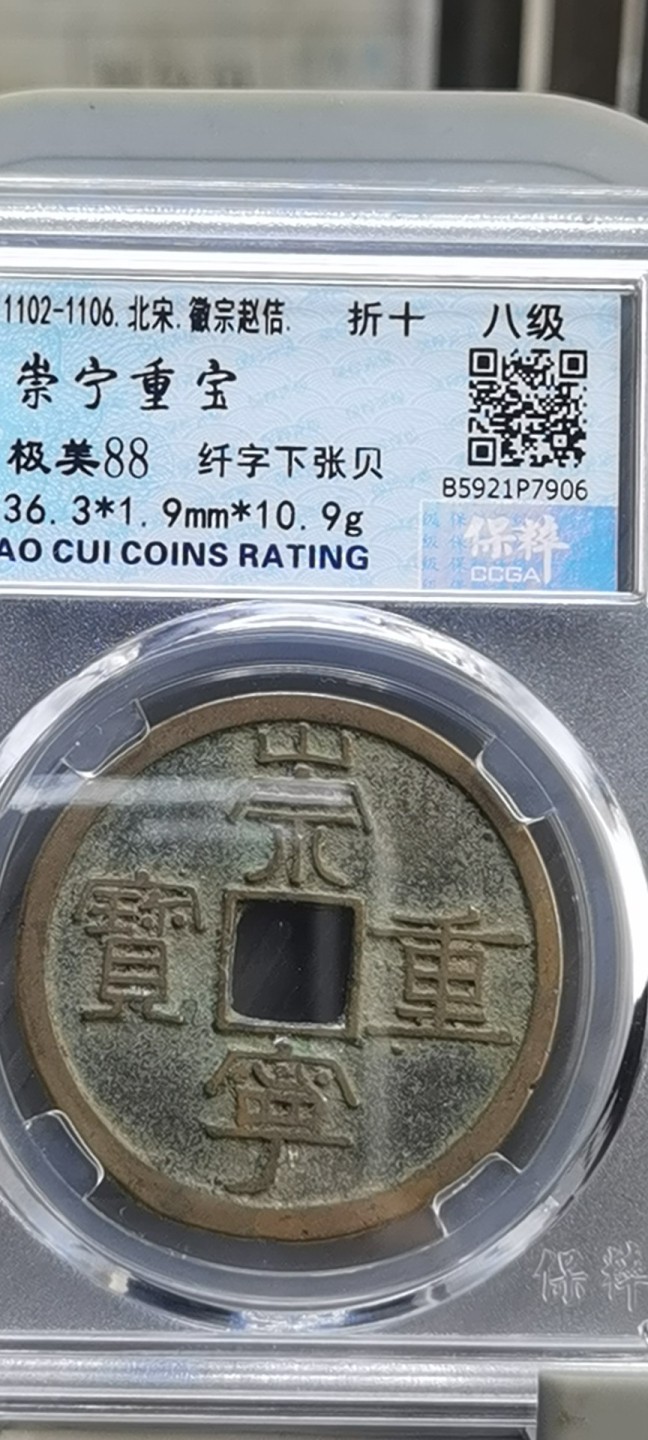 1102-1106.北宋.徽宗赵佶. 折十 八级
崇宁重宝
极美88 纤字下张贝
B5921P7906
36.3*1.9mm*10.9g
AO CUI COINS RATING
保粹
CCGA
崇
寶 重
寧
保粹